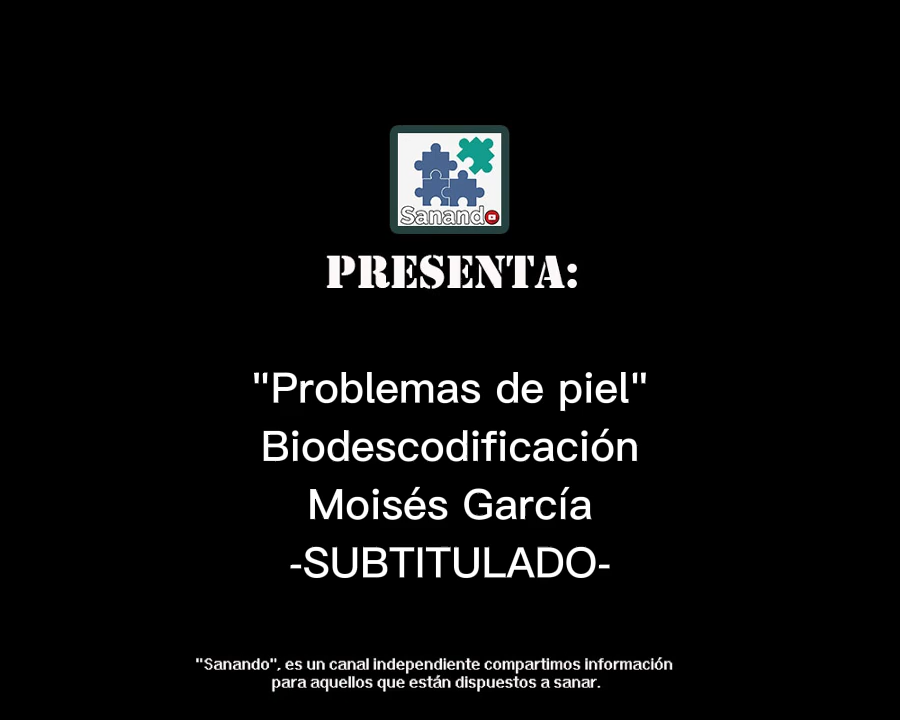 Sanando
PRESENTA:
"Problemas de piel"
Biodescodificación
Moisés García
-SUBTITULADO-
"Sanando", es un canal independiente compartimos información
para aquellos que están dispuestos a sanar.